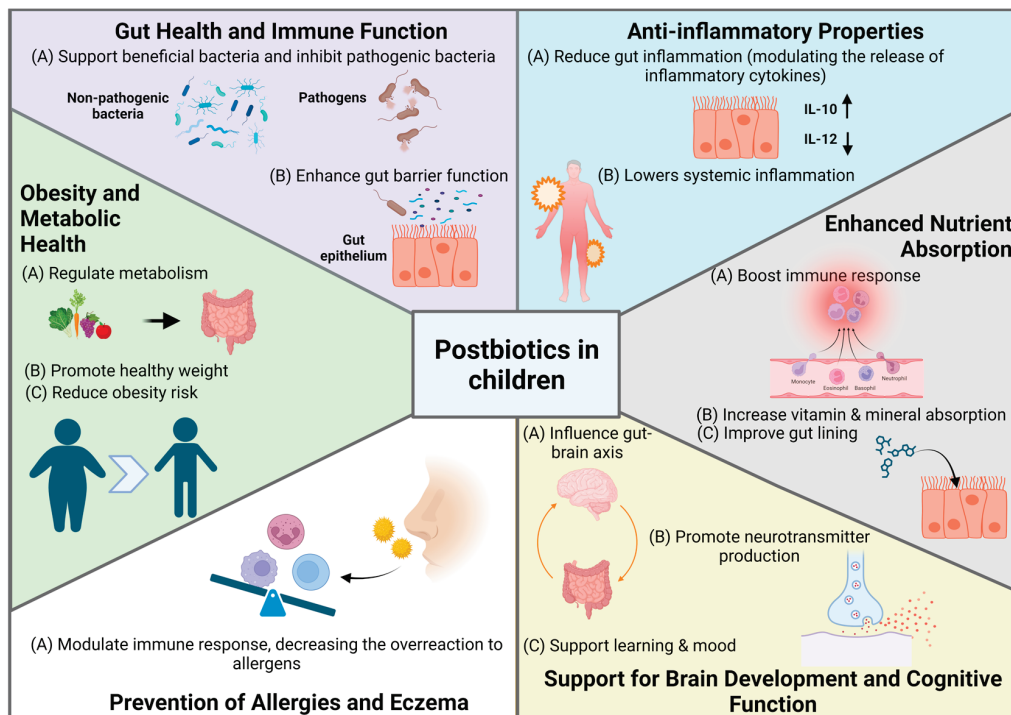 Gut Health and Immune Function
(A) Support beneficial bacteria and inhibit pathogenic bacteria
Non-pathogenic
bacteria
Pathogens
(B) Enhance gut barrier function
Gut
epithelium
Anti-inflammatory Properties
(A) Reduce gut inflammation (modulating the release of
inflammatory cytokines)
IL-10
IL-12
(B) Lowers systemic inflammation
Obesity and
Metabolic
Health
(A) Regulate metabolism
(B) Promote healthy weight
(C) Reduce obesity risk
Postbiotics in
children
Enhanced Nutrient
Absorption
(A) Boost immune response
Monocyte
Eosinophil
Basophil
Neutrophil
(B) Increase vitamin & mineral absorption
(C) Improve gut lining
(A) Modulate immune response, decreasing the overreaction to
allergens
Prevention of Allergies and Eczema
(A) Influence gut-
brain axis
(B) Promote neurotransmitter
production
(C) Support learning & mood
Support for Brain Development and Cognitive
Function